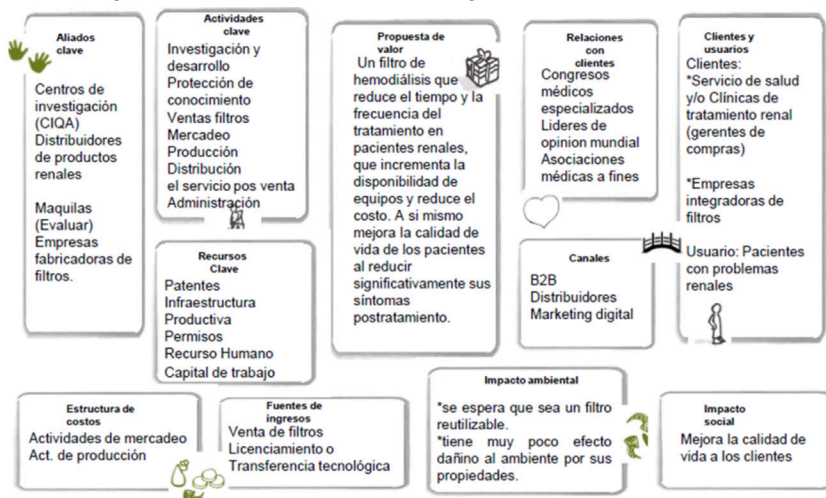 Aliados
clave
Centros de
investigación
(CIQA)
Distribuidores
de productos
renales
Maquilas
(Evaluar)
Empresas
fabricadoras de
filtros.
Actividades
clave
Investigación y
desarrollo
Protección de
conocimiento
Ventas filtros
Mercadeo
Producción
Distribución
el servicio pos venta
Administración
Recursos
Clave
Patentes
Infraestructura
Productiva
Permisos
Recurso Humano
Capital de trabajo
Propuesta de
valor
Un filtro de
hemodiálisis que
reduce el tiempo y la
frecuencia del
tratamiento en
pacientes renales,
que incrementa la
disponibilidad de
equipos y reduce el
costo. A si mismo
mejora la calidad de
vida de los pacientes
al reducir
significativamente sus
síntomas
postratamiento.
Relaciones
con
clientes
Congresos
médicos
especializados
Lideres de
opinion mundial
Asociaciones
médicas a fines
Canales
B2B
Distribuidores
Marketing digital
Clientes y
usuarios
Clientes:
*Servicio de salud
y/o Clínicas de
tratamiento renal
(gerentes de
compras)
*Empresas
integradoras de
filtros
Usuario: Pacientes
con problemas
renales
Estructura de
costos
Actividades de mercadeo
Act. de producción
Fuentes de
ingresos
Venta de filtros
Licenciamiento o
Transferencia tecnológica
Impacto ambiental
*se espera que sea un filtro
reutilizable.
*tiene muy poco efecto
dañino al ambiente por sus
propiedades.
Impacto
social
Mejora la calidad de
vida a los clientes